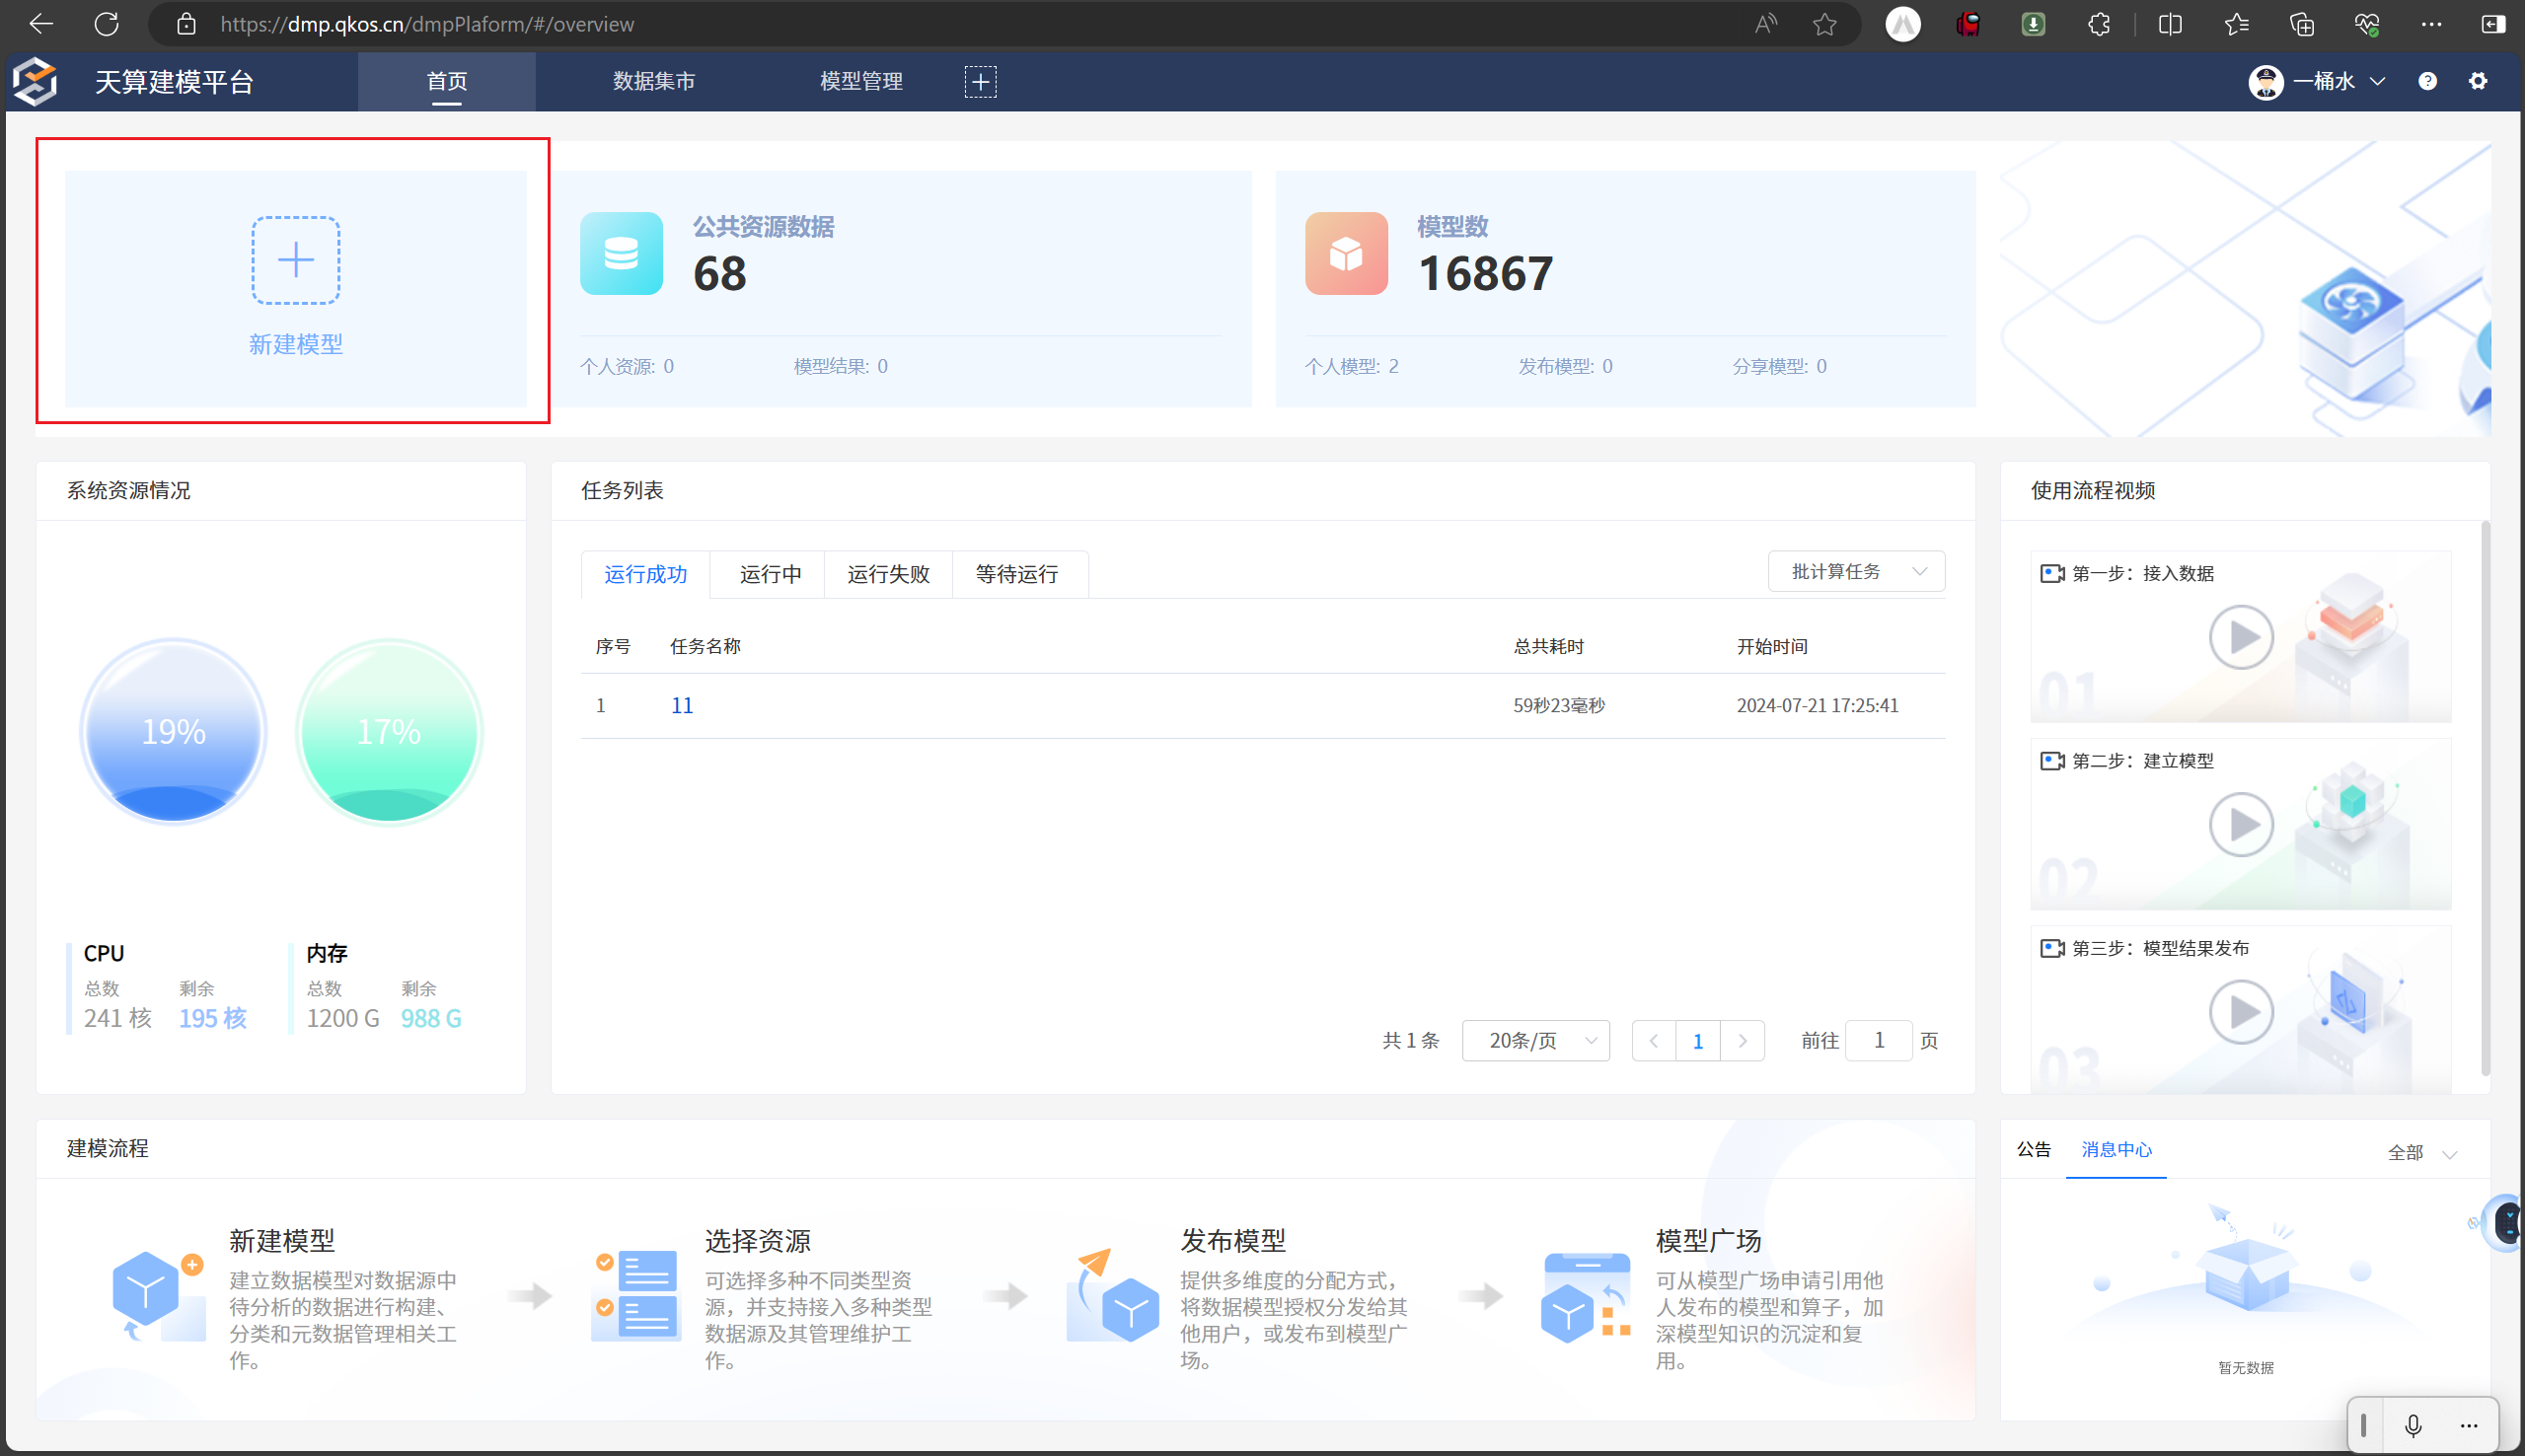 https://dmp.qkos.cn/dmpPlaform/#/overview
天算建模平台
首页
数据集市
模型管理
一桶水
新建模型
公共资源数据
68
个人资源: 0
模型结果: 0
模型数
16867
个人模型: 2
发布模型: 0
分享模型: 0
系统资源情况
19%
17%
CPU
总数
剩余
241 核
195 核
内存
总数
剩余
1200 G
988 G
任务列表
运行成功
运行中
运行失败
等待运行
批计算任务
序号
任务名称
总共耗时
开始时间
1
11
59秒23毫秒
2024-07-21 17:25:41
共 1 条
20条/页
1
前往
1
页
使用流程视频
第一步：接入数据
01
第二步：建立模型
02
第三步：模型结果发布
03
建模流程
新建模型
建立数据模型对数据源中
待分析的数据进行构建、
分类和元数据管理相关工
作。
选择资源
可选择多种不同类型资
源，并支持接入多种类型
数据源及其管理维护工
作。
发布模型
提供多维度的分配方式，
将数据模型授权分发给其
他用户，或发布到模型广
场。
模型广场
可从模型广场申请引用他
人发布的模型和算子，加
深模型知识的沉淀和复
用。
公告
消息中心
全部
暂无数据